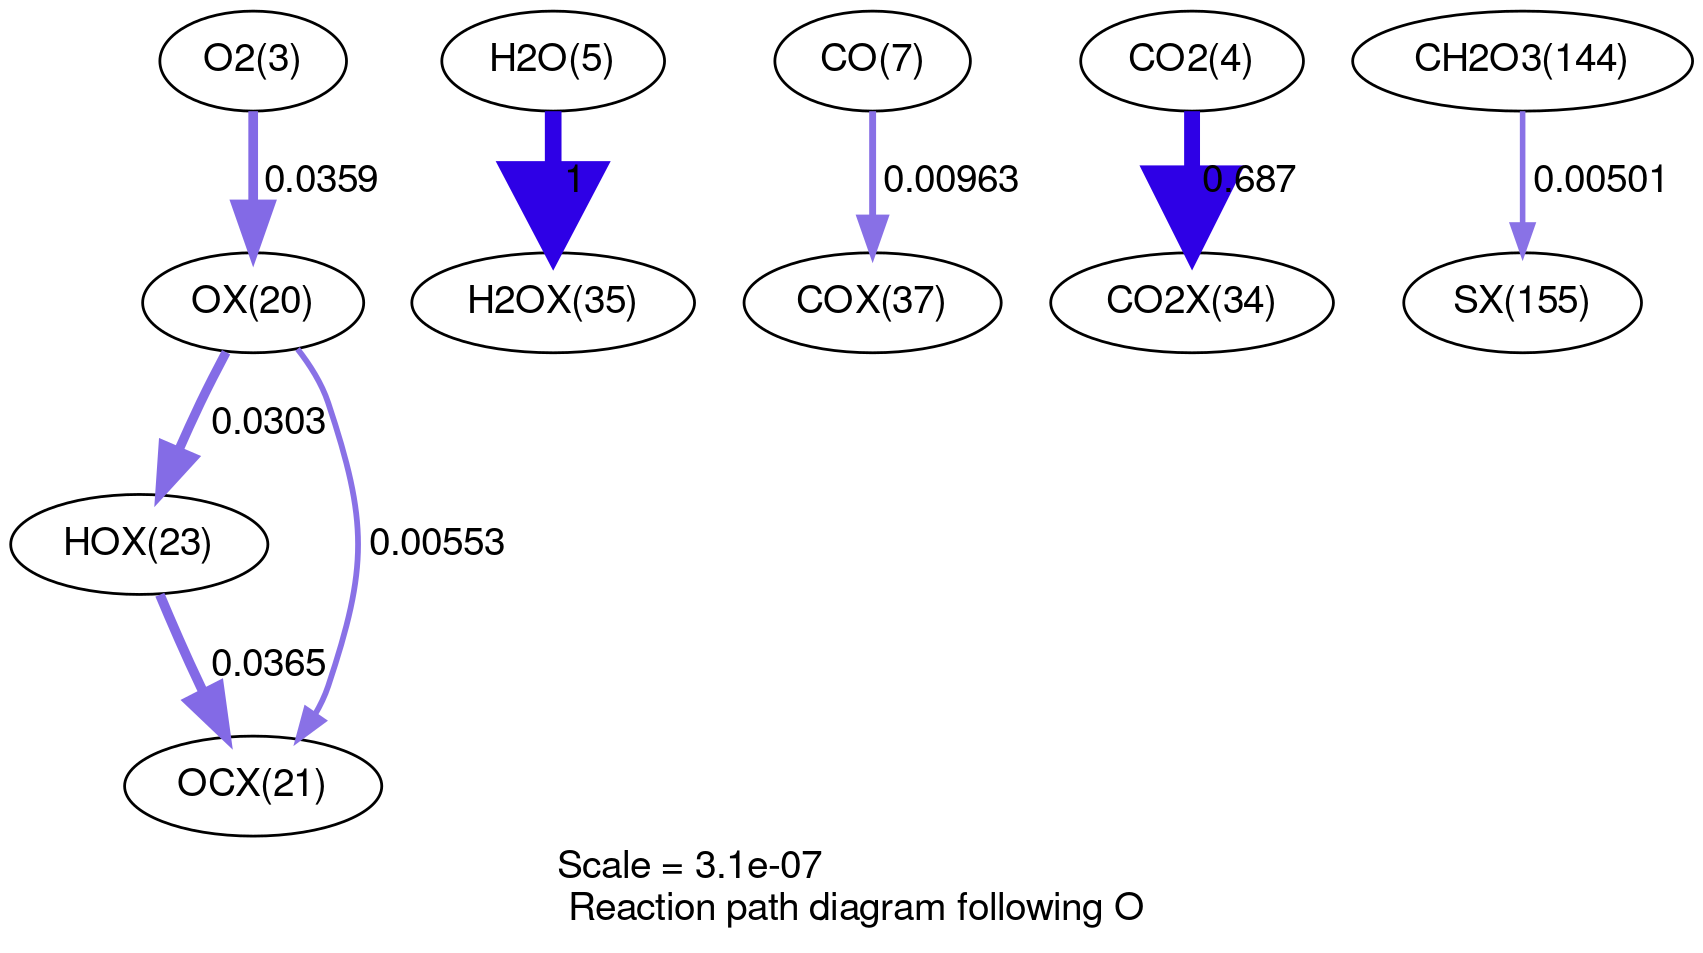 O2(3)
H2O(5)
CO(7)
CO2(4)
CH2O3(144)
0.0359
1
0.00963
0.687
0.00501
OX(20)
H2OX(35)
COX(37)
CO2X(34)
SX(155)
0.0303
HOX(23)
0.00553
0.0365
OCX(21)
Scale = 3.1e-07
Reaction path diagram following O